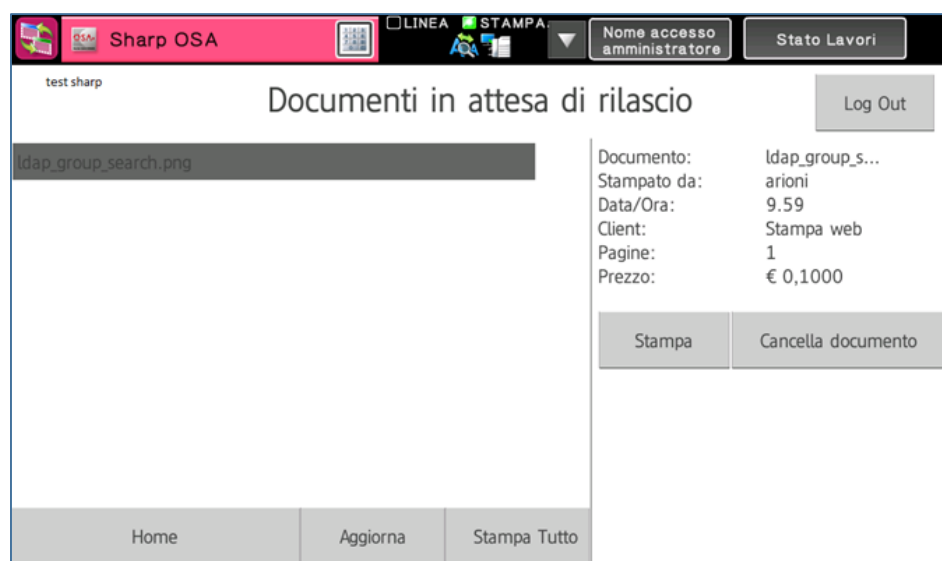 OSA
Sharp OSA
LINEA
STAMPA.
Nome accesso
amministratore
Stato Lavori
test sharp
Documenti in attesa di rilascio
Log Out
ldap_group_search.png
Documento: ldap_group_s...
Stampato da: arioni
Data/Ora: 9.59
Client: Stampa web
Pagine: 1
Prezzo: € 0,1000
Stampa
Cancella documento
Home
Aggiorna
Stampa Tutto